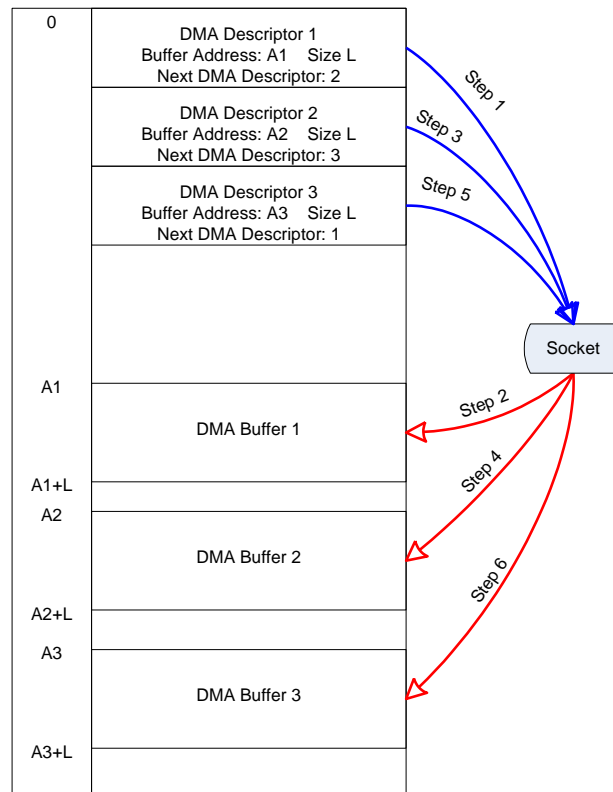 0
DMA Descriptor 1
Buffer Address: A1 Size L
Next DMA Descriptor: 2
DMA Descriptor 2
Buffer Address: A2 Size L
Next DMA Descriptor: 3
DMA Descriptor 3
Buffer Address: A3 Size L
Next DMA Descriptor: 1
Step 1
Step 3
Step 5
Socket
A1
DMA Buffer 1
Step 2
A1+L
A2
Step 4
DMA Buffer 2
Step 6
A2+L
A3
DMA Buffer 3
A3+L